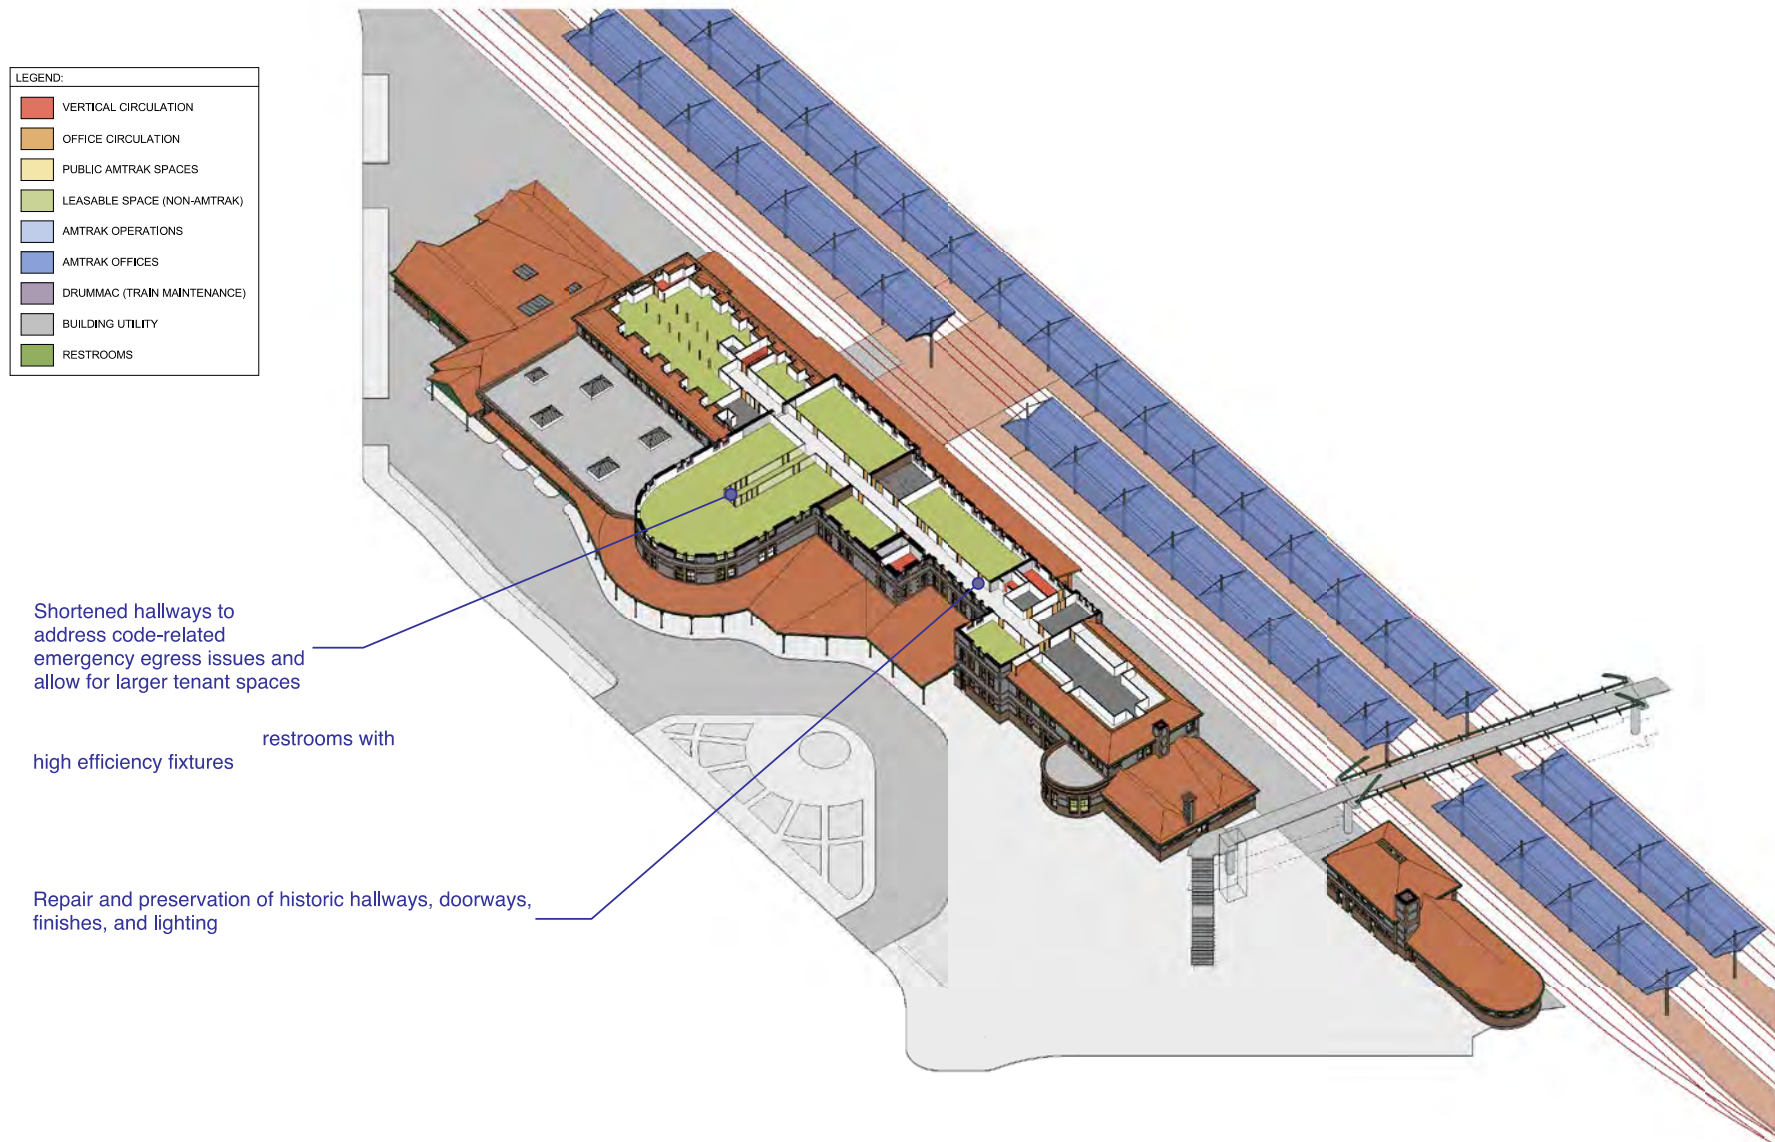 LEGEND:
VERTICAL CIRCULATION
OFFICE CIRCULATION
PUBLIC AMTRAK SPACES
LEASABLE SPACE (NON-AMTRAK)
AMTRAK OPERATIONS
AMTRAK OFFICES
DRUMMAC (TRAIN MAINTENANCE)
BUILDING UTILITY
RESTROOMS
Shortened hallways to
address code-related
emergency egress issues and
allow for larger tenant spaces
restrooms with
high efficiency fixtures
Repair and preservation of historic hallways, doorways,
finishes, and lighting